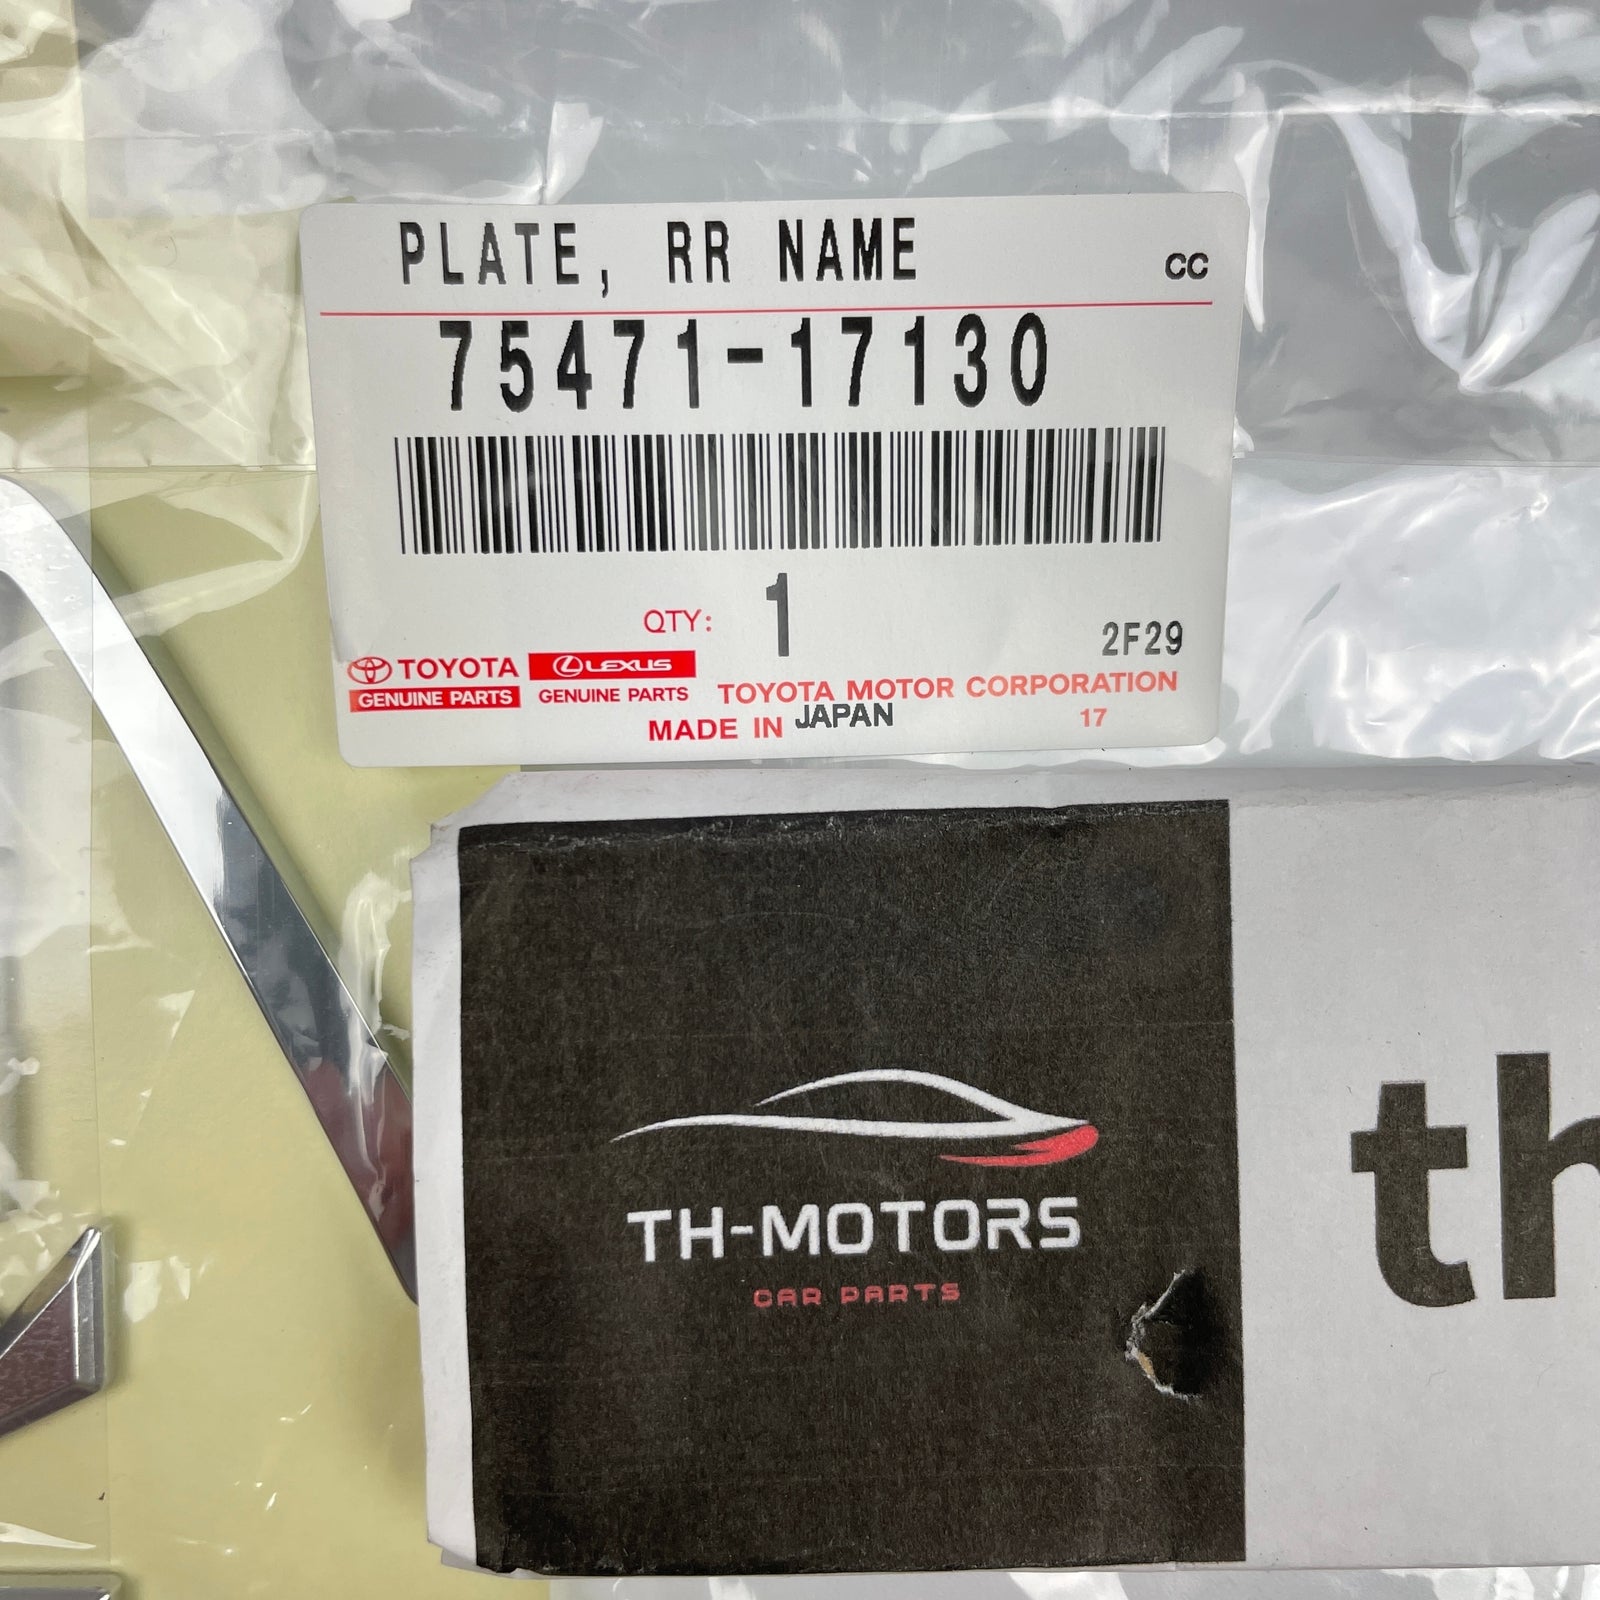 PLATE, RR NAME
CC
75471-17130
QTY: 1
2F29
TOYOTA
GENUINE PARTS
LEXUS
GENUINE PARTS
TOYOTA MOTOR CORPORATION
MADE IN JAPAN
17
TH-MOTORS
CAR PARTS
th